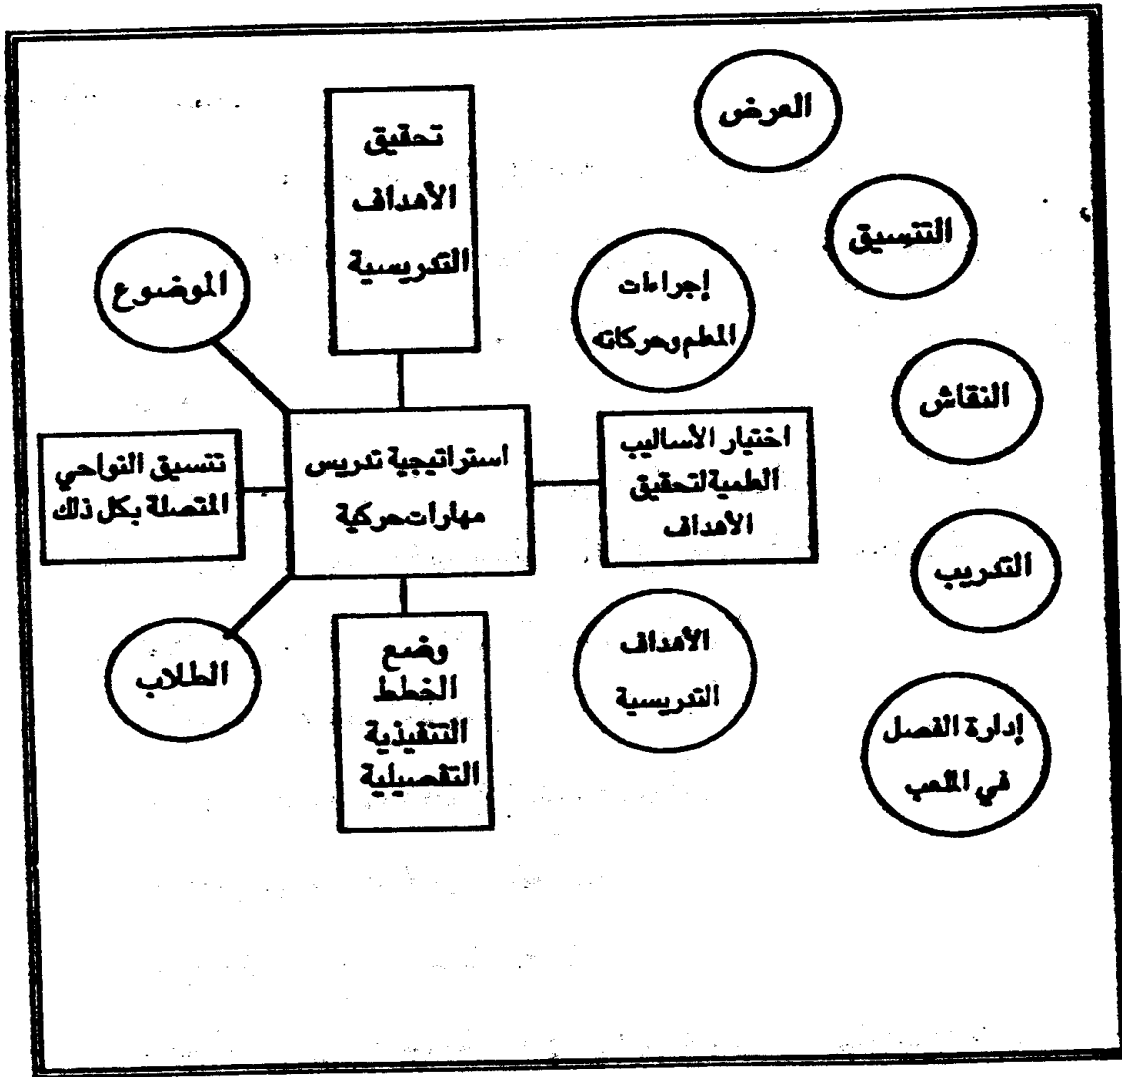 العرض
تحقيق
الأهداف
التدريسية
التنسيق
الموضوع
إجراءات
المعلم وحركاته
النقاش
اختيار الأساليب
العلمية لتحقيق
الأهداف
استراتيجية تدريس
مهارات حركية
تنسيق النواحي
المتصلة بكل ذلك
التدريب
الأهداف
التدريسية
وضع
الخطط
التنفيذية
التفصيلية
الطلاب
إدارة الفصل
في الملعب